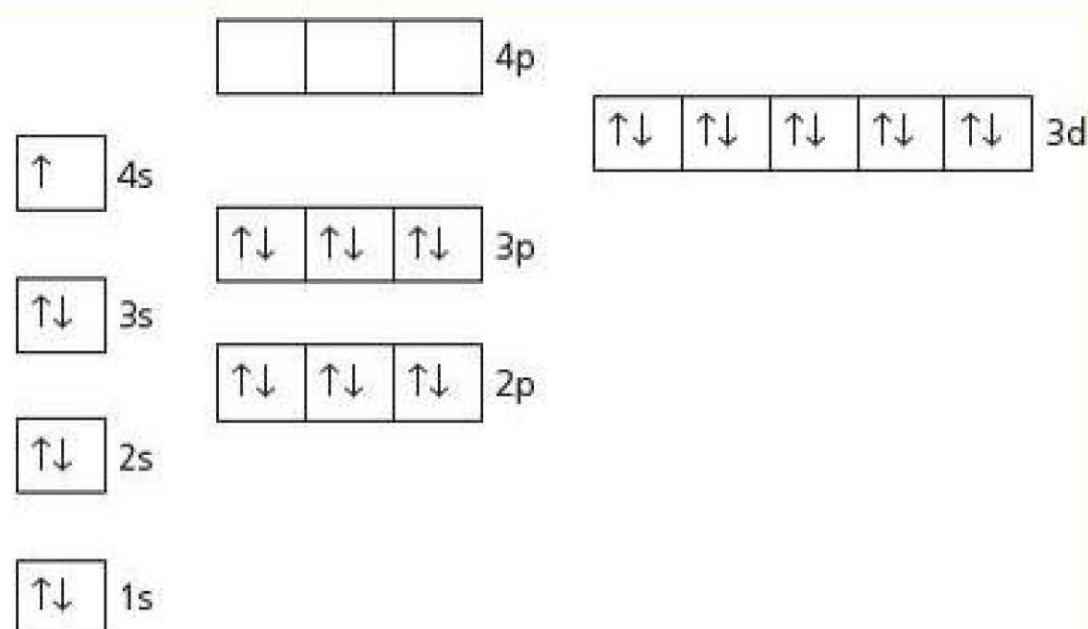 4p
↑↓ ↑↓ ↑↓ ↑↓ ↑↓ 3d
↑ 4s
↑↓ ↑↓ ↑↓ 3p
↑↓ 3s
↑↓ ↑↓ ↑↓ 2p
↑↓ 2s
↑↓ 1s